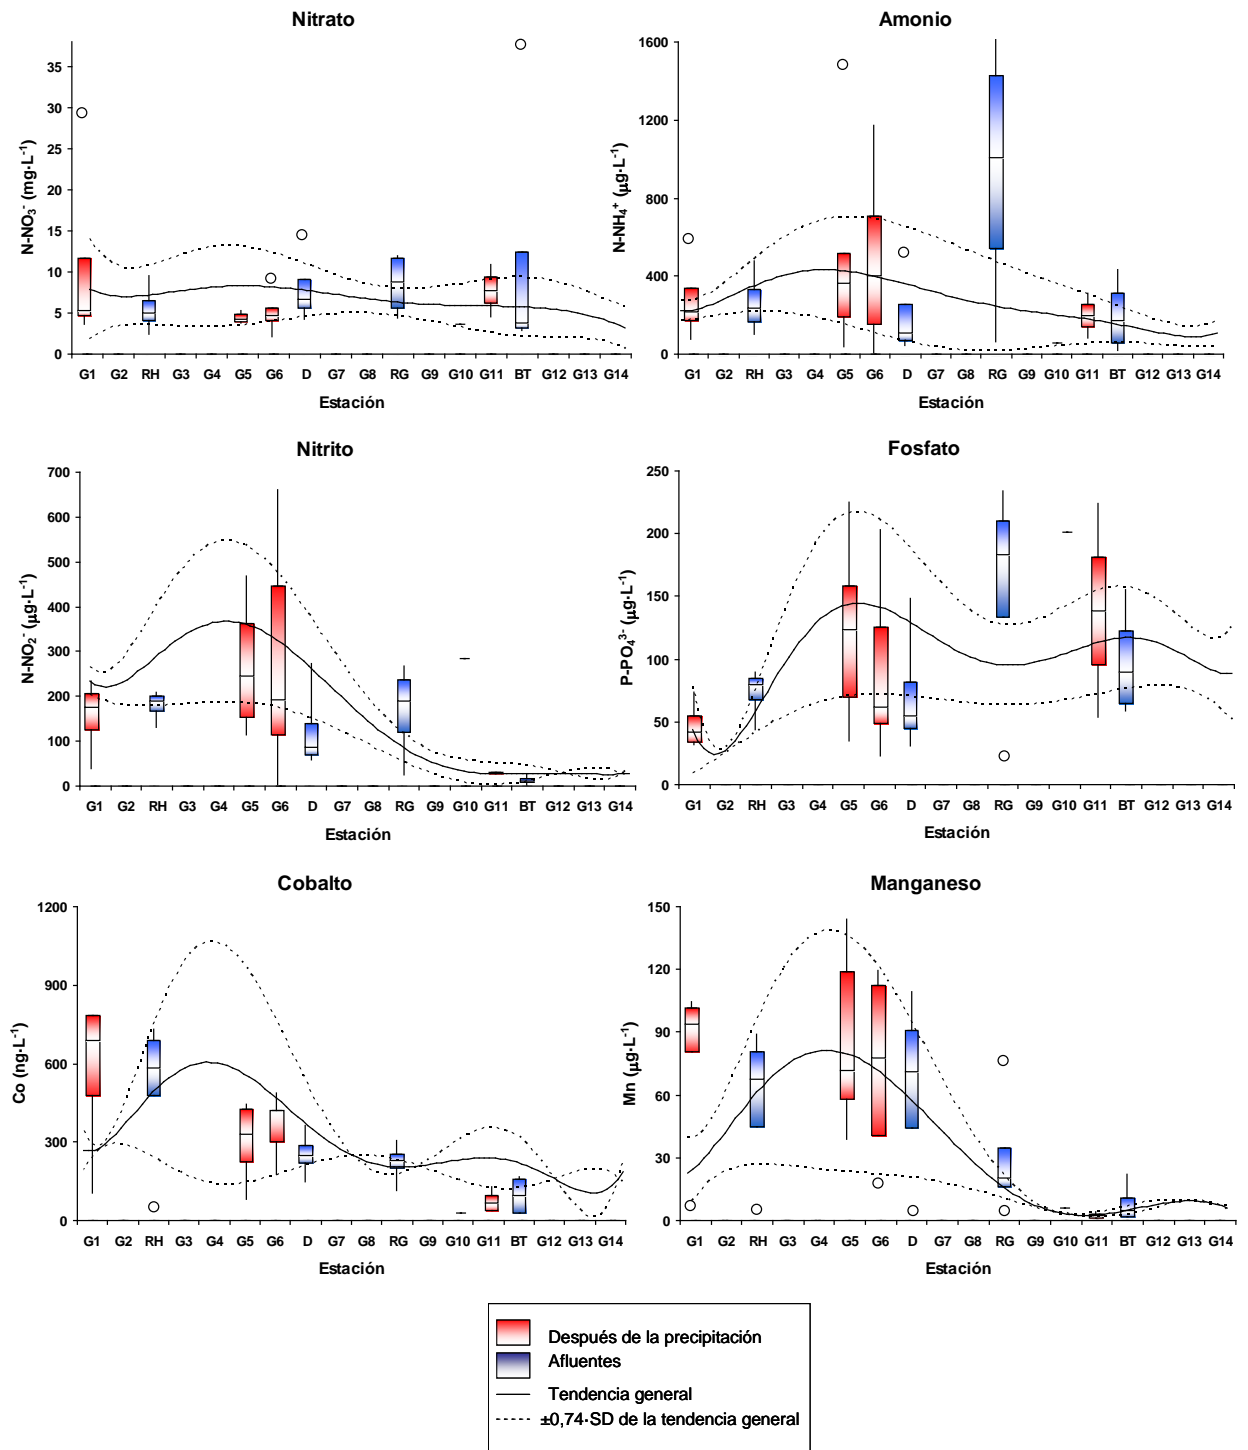 Nitrato
N-NO3⁻ (mg·L⁻¹)
35
30
25
20
15
10
5
0
G1 G2 RH G3 G4 G5 G6 D G7 G8 RG G9 G10 G11 BT G12 G13 G14
Estación
Amonio
N-NH4⁺ (µg·L⁻¹)
1600
1200
800
400
0
G1 G2 RH G3 G4 G5 G6 D G7 G8 RG G9 G10 G11 BT G12 G13 G14
Estación
Nitrito
N-NO2⁻ (µg·L⁻¹)
700
600
500
400
300
200
100
0
G1 G2 RH G3 G4 G5 G6 D G7 G8 RG G9 G10 G11 BT G12 G13 G14
Estación
Fosfato
P-PO4³⁻ (µg·L⁻¹)
250
200
150
100
50
0
G1 G2 RH G3 G4 G5 G6 D G7 G8 RG G9 G10 G11 BT G12 G13 G14
Estación
Cobalto
Co (ng·L⁻¹)
1200
900
600
300
0
G1 G2 RH G3 G4 G5 G6 D G7 G8 RG G9 G10 G11 BT G12 G13 G14
Estación
Manganeso
Mn (µg·L⁻¹)
150
120
90
60
30
0
G1 G2 RH G3 G4 G5 G6 D G7 G8 RG G9 G10 G11 BT G12 G13 G14
Estación
Después de la precipitación
Afluentes
Tendencia general
±0,74·SD de la tendencia general